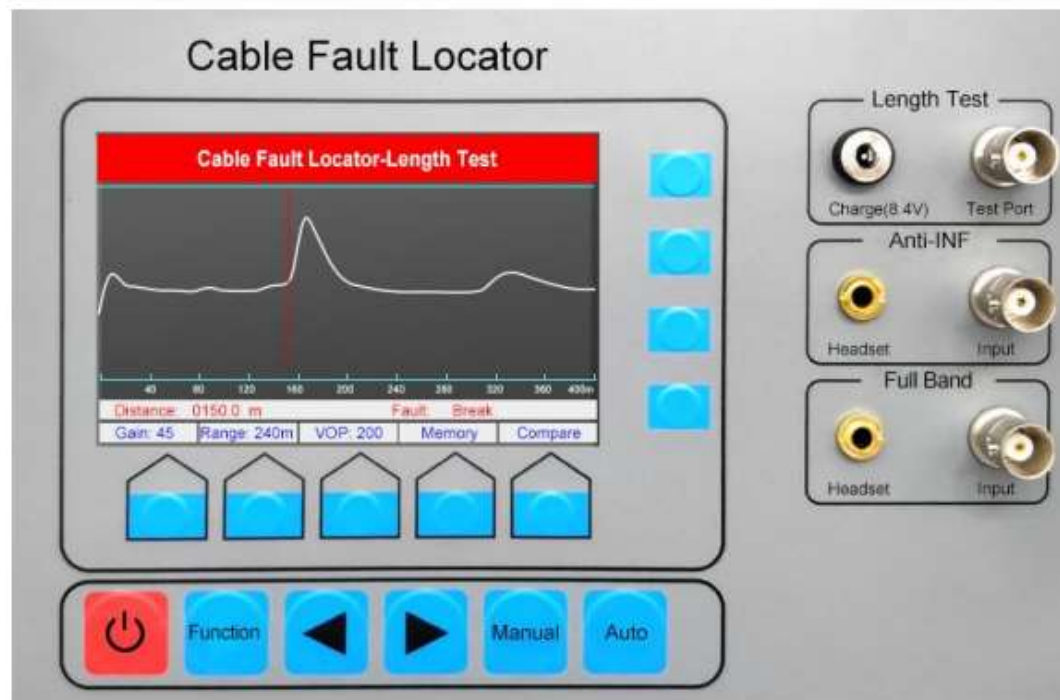 Cable Fault Locator
Cable Fault Locator-Length Test
40 80 120 160 200 240 280 320 360 400m
Distance: 0150.0 m Fault: Break
Gain: 45 Range: 240m VOP: 200 Memory Compare
Function Manual Auto
Length Test
Charge(8.4V) Test Port
Anti-INF
Headset Input
Full Band
Headset Input